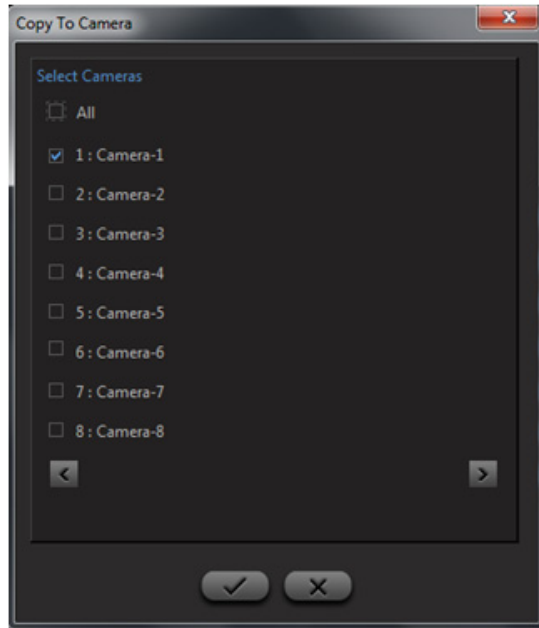 Copy To Camera
Select Cameras
All
1 : Camera-1
2 : Camera-2
3 : Camera-3
4 : Camera-4
5 : Camera-5
6 : Camera-6
7 : Camera-7
8 : Camera-8